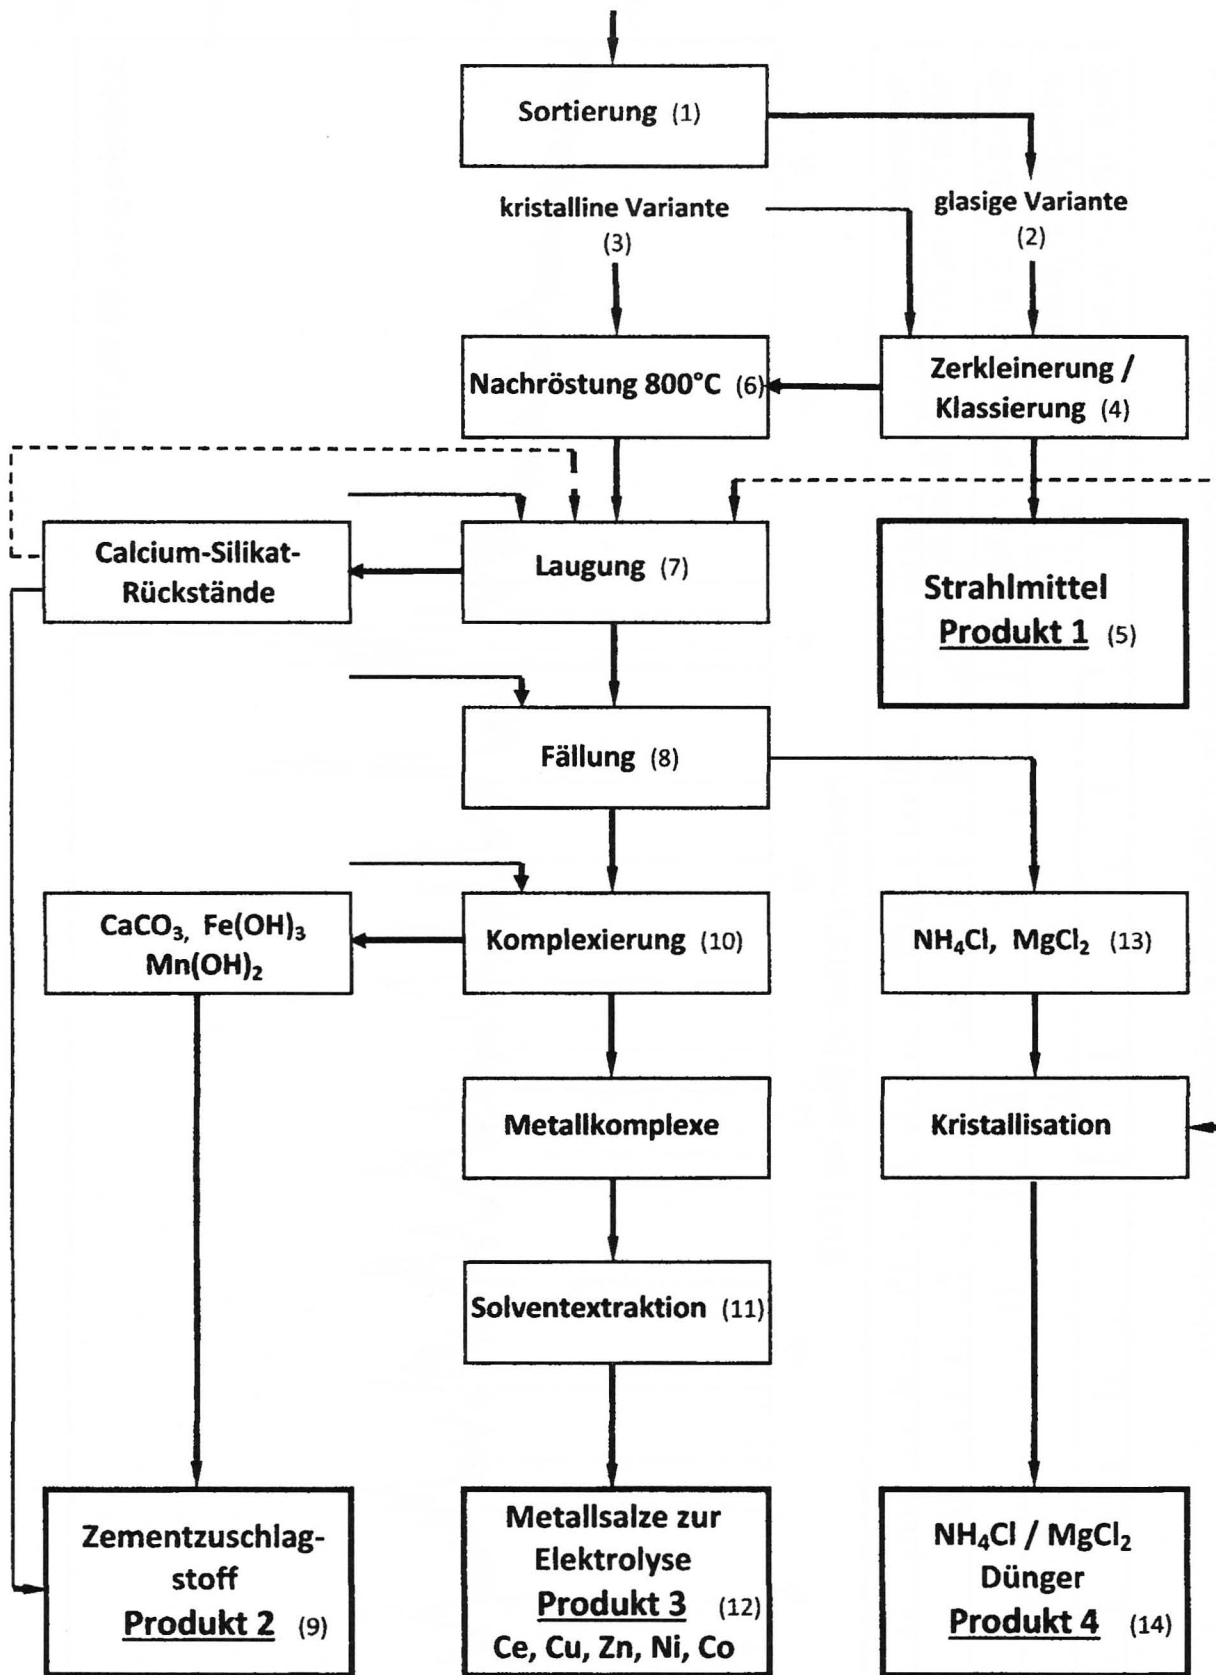 Sortierung (1)
kristalline Variante
(3)
glasige Variante
(2)
Nachröstung 800°C (6)
Zerkleinerung /
Klassierung (4)
Calcium-Silikat-
Rückstände
Laugung (7)
Strahlmittel
Produkt 1 (5)
Fällung (8)
CaCO₃, Fe(OH)₃
Mn(OH)₂
Komplexierung (10)
NH₄Cl, MgCl₂ (13)
Metallkomplexe
Kristallisation
Solventextraktion (11)
Zementzuschlag-
stoff
Produkt 2 (9)
Metallsalze zur
Elektrolyse
Produkt 3 (12)
Ce, Cu, Zn, Ni, Co
NH₄Cl / MgCl₂
Dünger
Produkt 4 (14)